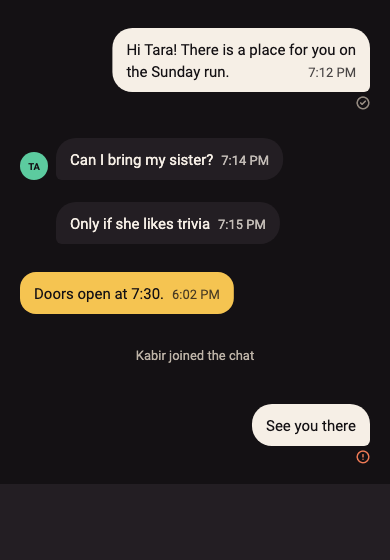 Hi Tara! There is a place for you on
the Sunday run. 7:12 PM
TA
Can I bring my sister? 7:14 PM
Only if she likes trivia 7:15 PM
Doors open at 7:30. 6:02 PM
Kabir joined the chat
See you there